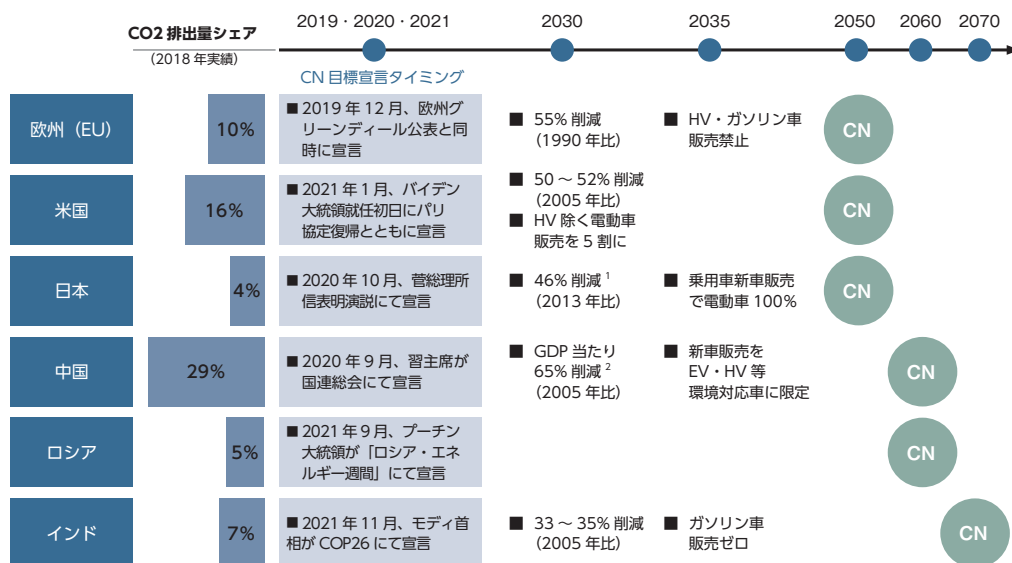 CO2 排出量シェア
(2018 年実績)
2019・2020・2021
2030
2035
2050
2060
2070
CN 目標宣言タイミング
欧州（EU）
10%
■ 2019 年 12 月、欧州グ
リーンディール公表と同
時に宣言
■ 55% 削減
(1990 年比)
■ HV・ガソリン車
販売禁止
CN
米国
16%
■ 2021 年 1 月、バイデン
大統領就任初日にパリ
協定復帰とともに宣言
■ 50 ～ 52% 削減
(2005 年比)
■ HV 除く電動車
販売を 5 割に
CN
日本
4%
■ 2020 年 10 月、菅総理所
信表明演説にて宣言
■ 46% 削減 1
(2013 年比)
■ 乗用車新車販売
で電動車 100%
CN
中国
29%
■ 2020 年 9 月、習主席が
国連総会にて宣言
■ GDP 当たり
65% 削減 2
(2005 年比)
■ 新車販売を
EV・HV 等
環境対応車に限定
CN
ロシア
5%
■ 2021 年 9 月、プーチン
大統領が「ロシア・エネ
ルギー週間」にて宣言
CN
インド
7%
■ 2021 年 11 月、モディ首
相が COP26 にて宣言
■ 33 ～ 35% 削減
(2005 年比)
■ ガソリン車
販売ゼロ
CN